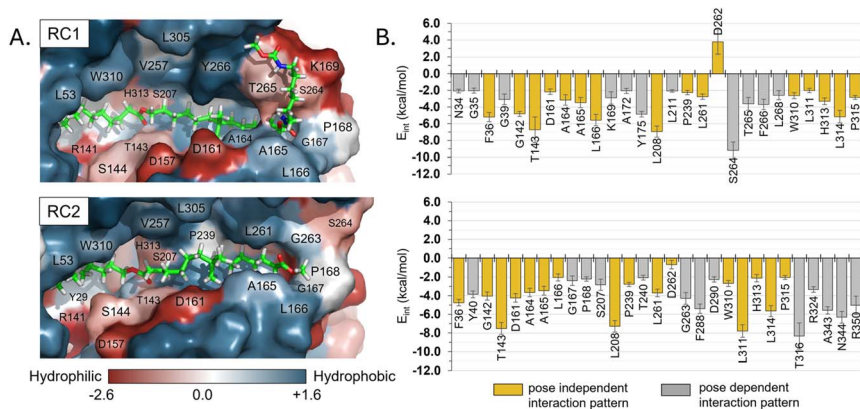 A.
RC1
L305
V257
W310
L53
H313
S207
Y266
K169
T265
S264
P168
G167
A164
A165
L166
R141
T143
S144
D157
D161
RC2
L305
V257
P239
L261
S264
G263
W310
H313
S207
L53
P168
G167
Y29
T143
A165
R141
S144
D161
L166
D157
Hydrophilic
Hydrophobic
-2.6
0.0
+1.6
B.
E_int (kcal/mol)
6.0
4.0
2.0
0.0
-2.0
-4.0
-6.0
-8.0
-10.0
-12.0
N34
G35
F36
G39
G142
T143
D161
A164
A165
L166
K169
A172
Y175
L208
L211
P239
L261
D262
S264
T265
F266
L268
W310
L311
H313
L314
P315
E_int (kcal/mol)
6.0
4.0
2.0
0.0
-2.0
-4.0
-6.0
-8.0
-10.0
-12.0
F36
Y40
G142
T143
D161
A164
A165
L166
G167
P168
S207
L208
P239
T240
L261
D262
G263
F288
D290
W310
L311
H313
L314
P315
T316
R324
A343
N344
R350
pose independent
interaction pattern
pose dependent
interaction pattern